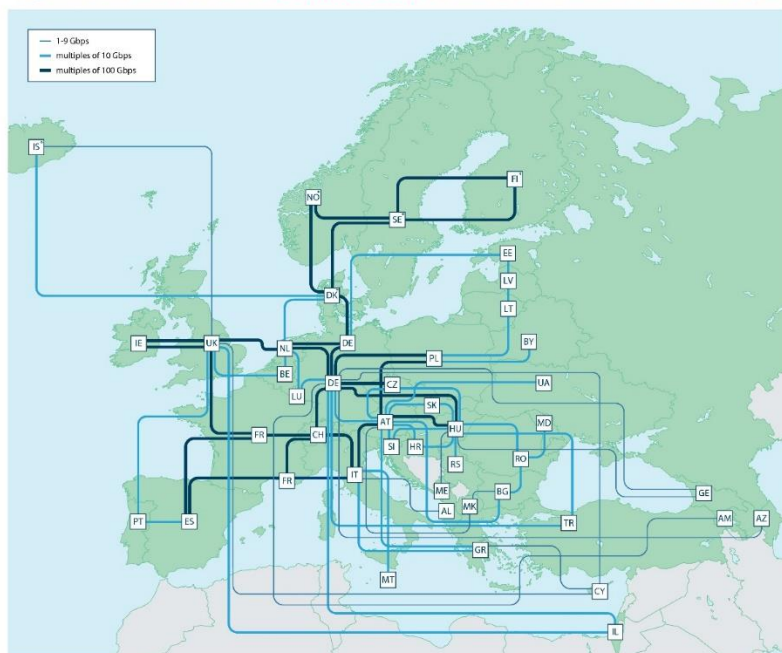 1-9 Gbps
multiples of 10 Gbps
multiples of 100 Gbps
IS
FI
NO
SE
EE
LV
DK
LT
IE
UK
NL
DE
BY
PL
BE
DE
CZ
UA
LU
SK
AT
HU
MD
FR
CH
SI
HR
RO
RS
IT
FR
ME
BG
GE
AL
MK
PT
ES
TR
AM
AZ
GR
MT
CY
IL